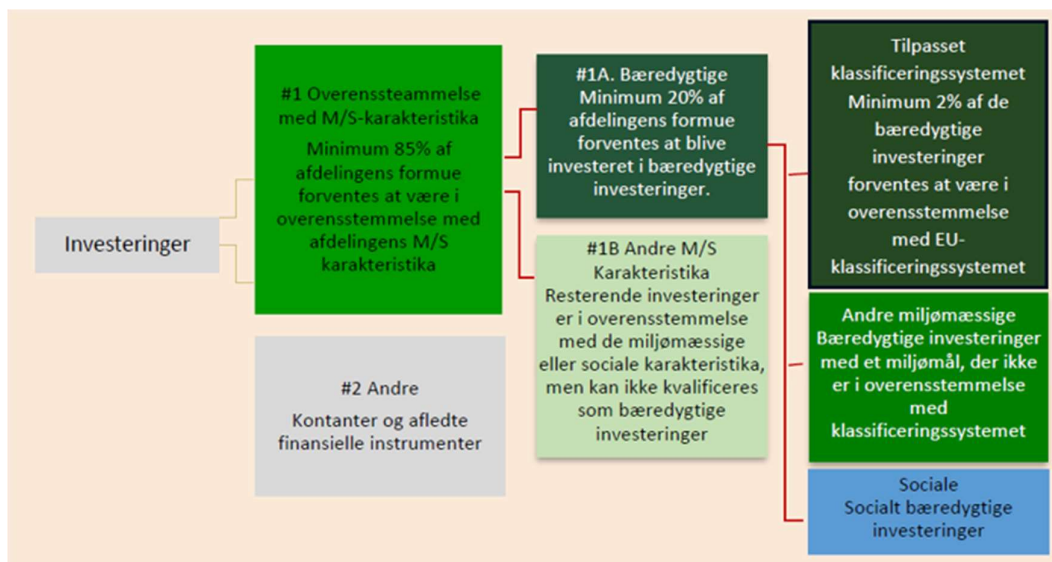 Investeringer
#1 Overenssteammelse
med M/S-karakteristika
Minimum 85% af
afdelingens formue
forventes at være i
overensstemmelse med
afdelingens M/S
karakteristika
#2 Andre
Kontanter og afledte
finansielle instrumenter
#1A. Bæredygtige
Minimum 20% af
afdelingens formue
forventes at blive
investeret i bæredygtige
investeringer.
#1B Andre M/S
Karakteristika
Resterende investeringer
er i overensstemmelse
med de miljømæssige
eller sociale karakteristika,
men kan ikke kvalificeres
som bæredygtige
investeringer
Tilpasset
klassificeringssystemet
Minimum 2% af de
bæredygtige
investeringer
forventes at være i
overensstemmelse
med EU-
klassificeringssystemet
Andre miljømæssige
Bæredygtige investeringer
med et miljømål, der ikke
er i overensstemmelse
med
klassificeringssystemet
Sociale
Socialt bæredygtige
investeringer